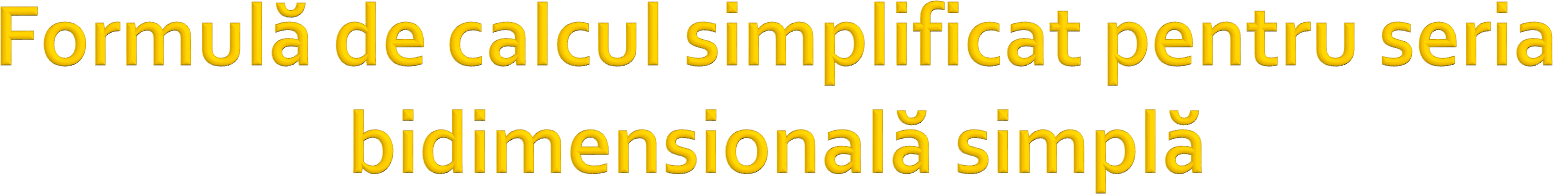 Formulă de calcul simplificat pentru seria
bidimensională simplă